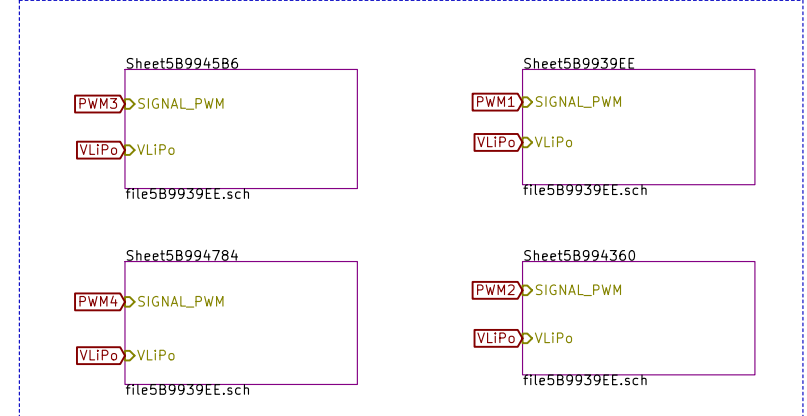 Sheet5B9945B6
PWM3 SIGNAL_PWM
VLiPo VLiPo
file5B9939EE.sch
Sheet5B9939EE
PWM1 SIGNAL_PWM
VLiPo VLiPo
file5B9939EE.sch
Sheet5B994784
PWM4 SIGNAL_PWM
VLiPo VLiPo
file5B9939EE.sch
Sheet5B994360
PWM2 SIGNAL_PWM
VLiPo VLiPo
file5B9939EE.sch